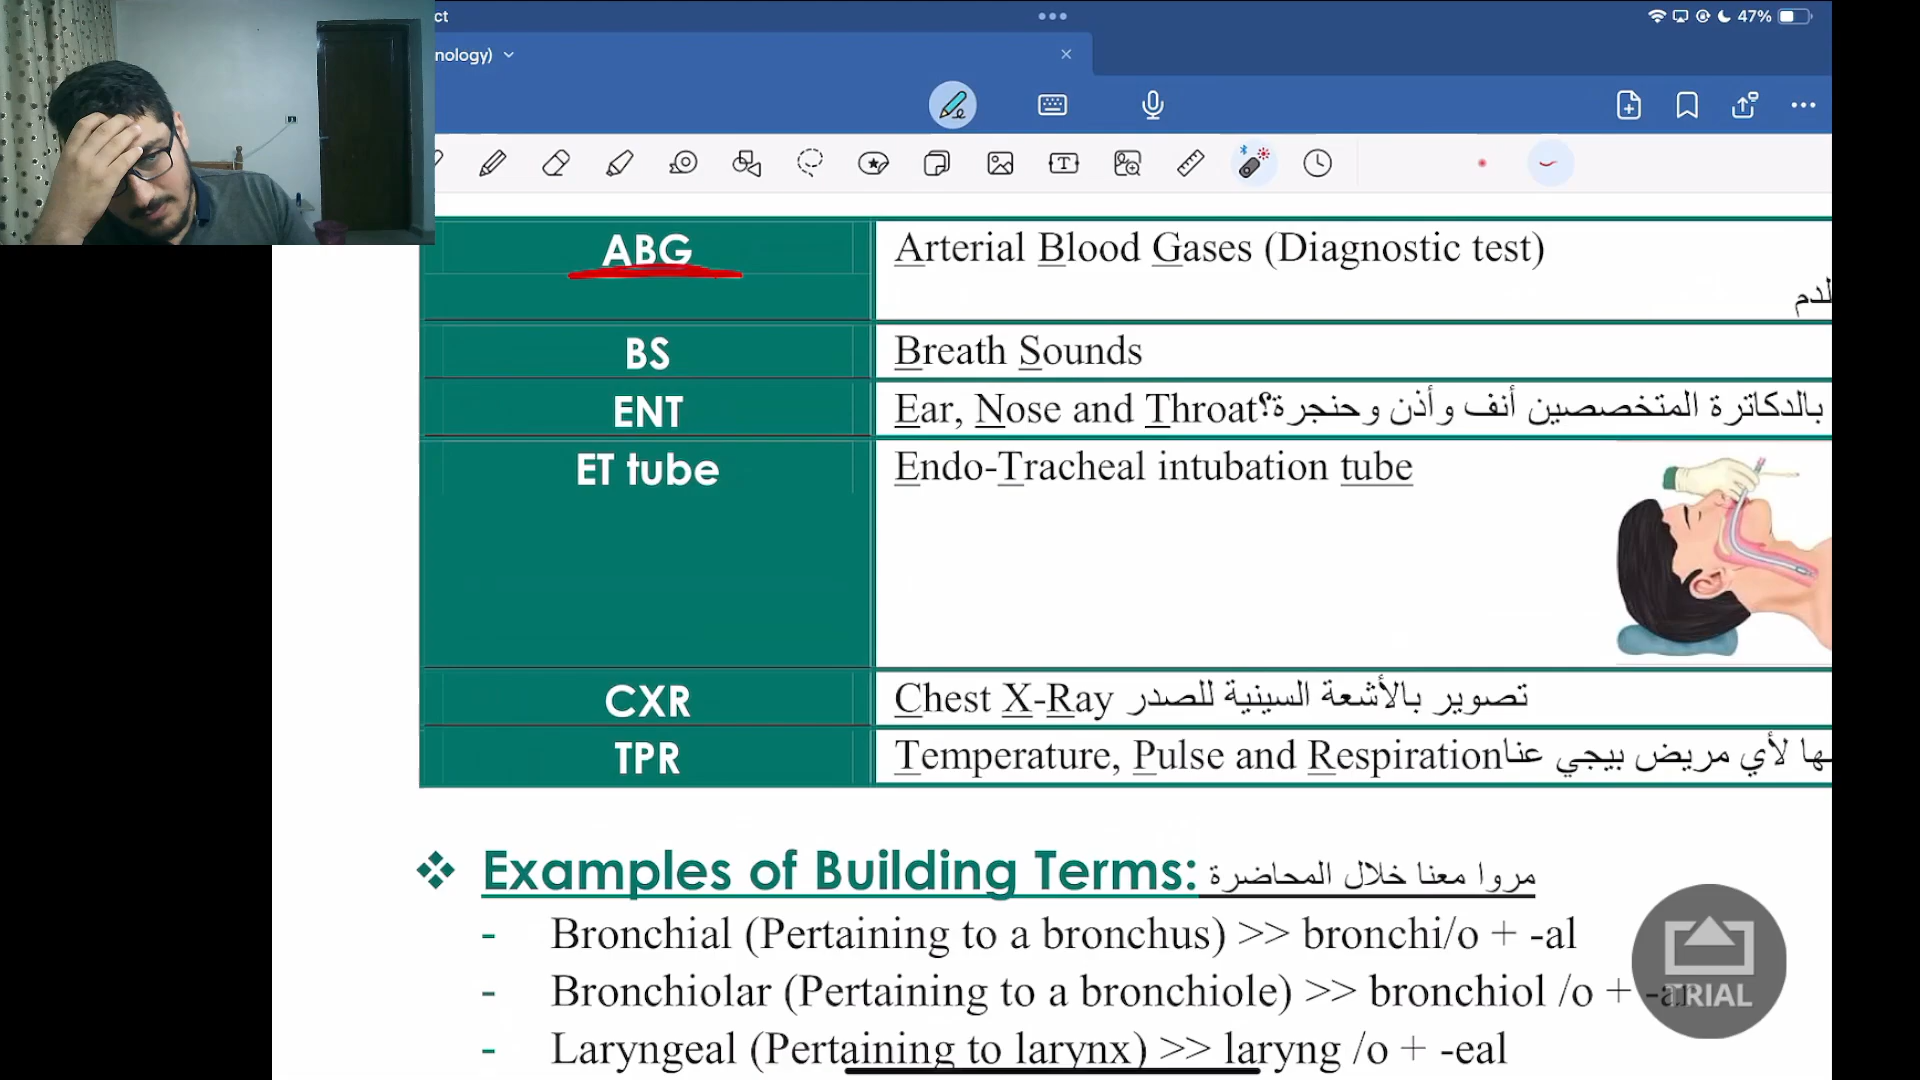 ct
47%
nology)
ABG
Arterial Blood Gases (Diagnostic test)
لدم
BS
Breath Sounds
ENT
Ear, Nose and Throat بالدكاترة المتخصصين أنف وأذن وحنجرة؟
ET tube
Endo-Tracheal intubation tube
CXR
Chest X-Ray تصوير بالأشعة السينية للصدر
TPR
Temperature, Pulse and Respiration ها لأي مريض بيجي عنا
Examples of Building Terms: مروا معنا خلال المحاضرة
- Bronchial (Pertaining to a bronchus) >> bronchi/o + -al
- Bronchiolar (Pertaining to a bronchiole) >> bronchiol /o +
- Laryngeal (Pertaining to larynx) >> laryng /o + -eal
TRIAL